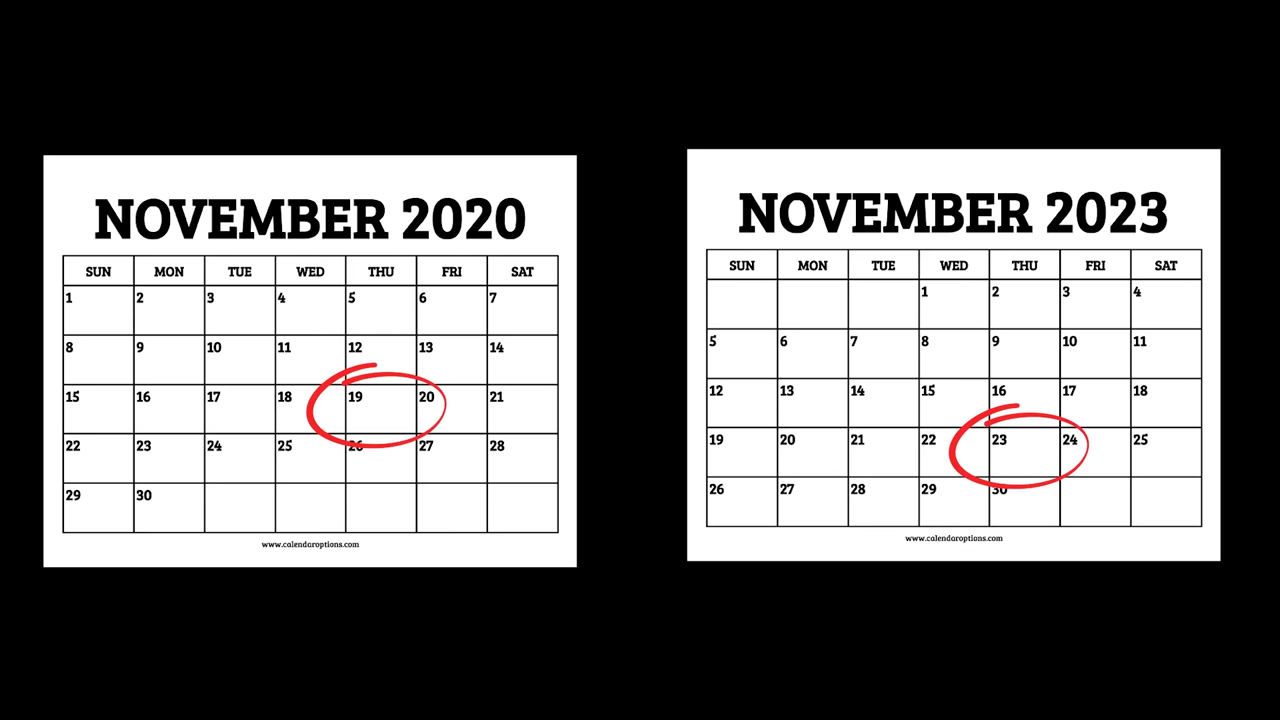 NOVEMBER 2020
SUN MON TUE WED THU FRI SAT
1 2 3 4 5 6 7
8 9 10 11 12 13 14
15 16 17 18 19 20 21
22 23 24 25 26 27 28
29 30
www.calendaroptions.com
NOVEMBER 2023
SUN MON TUE WED THU FRI SAT
1 2 3 4
5 6 7 8 9 10 11
12 13 14 15 16 17 18
19 20 21 22 23 24 25
26 27 28 29 30
www.calendaroptions.com